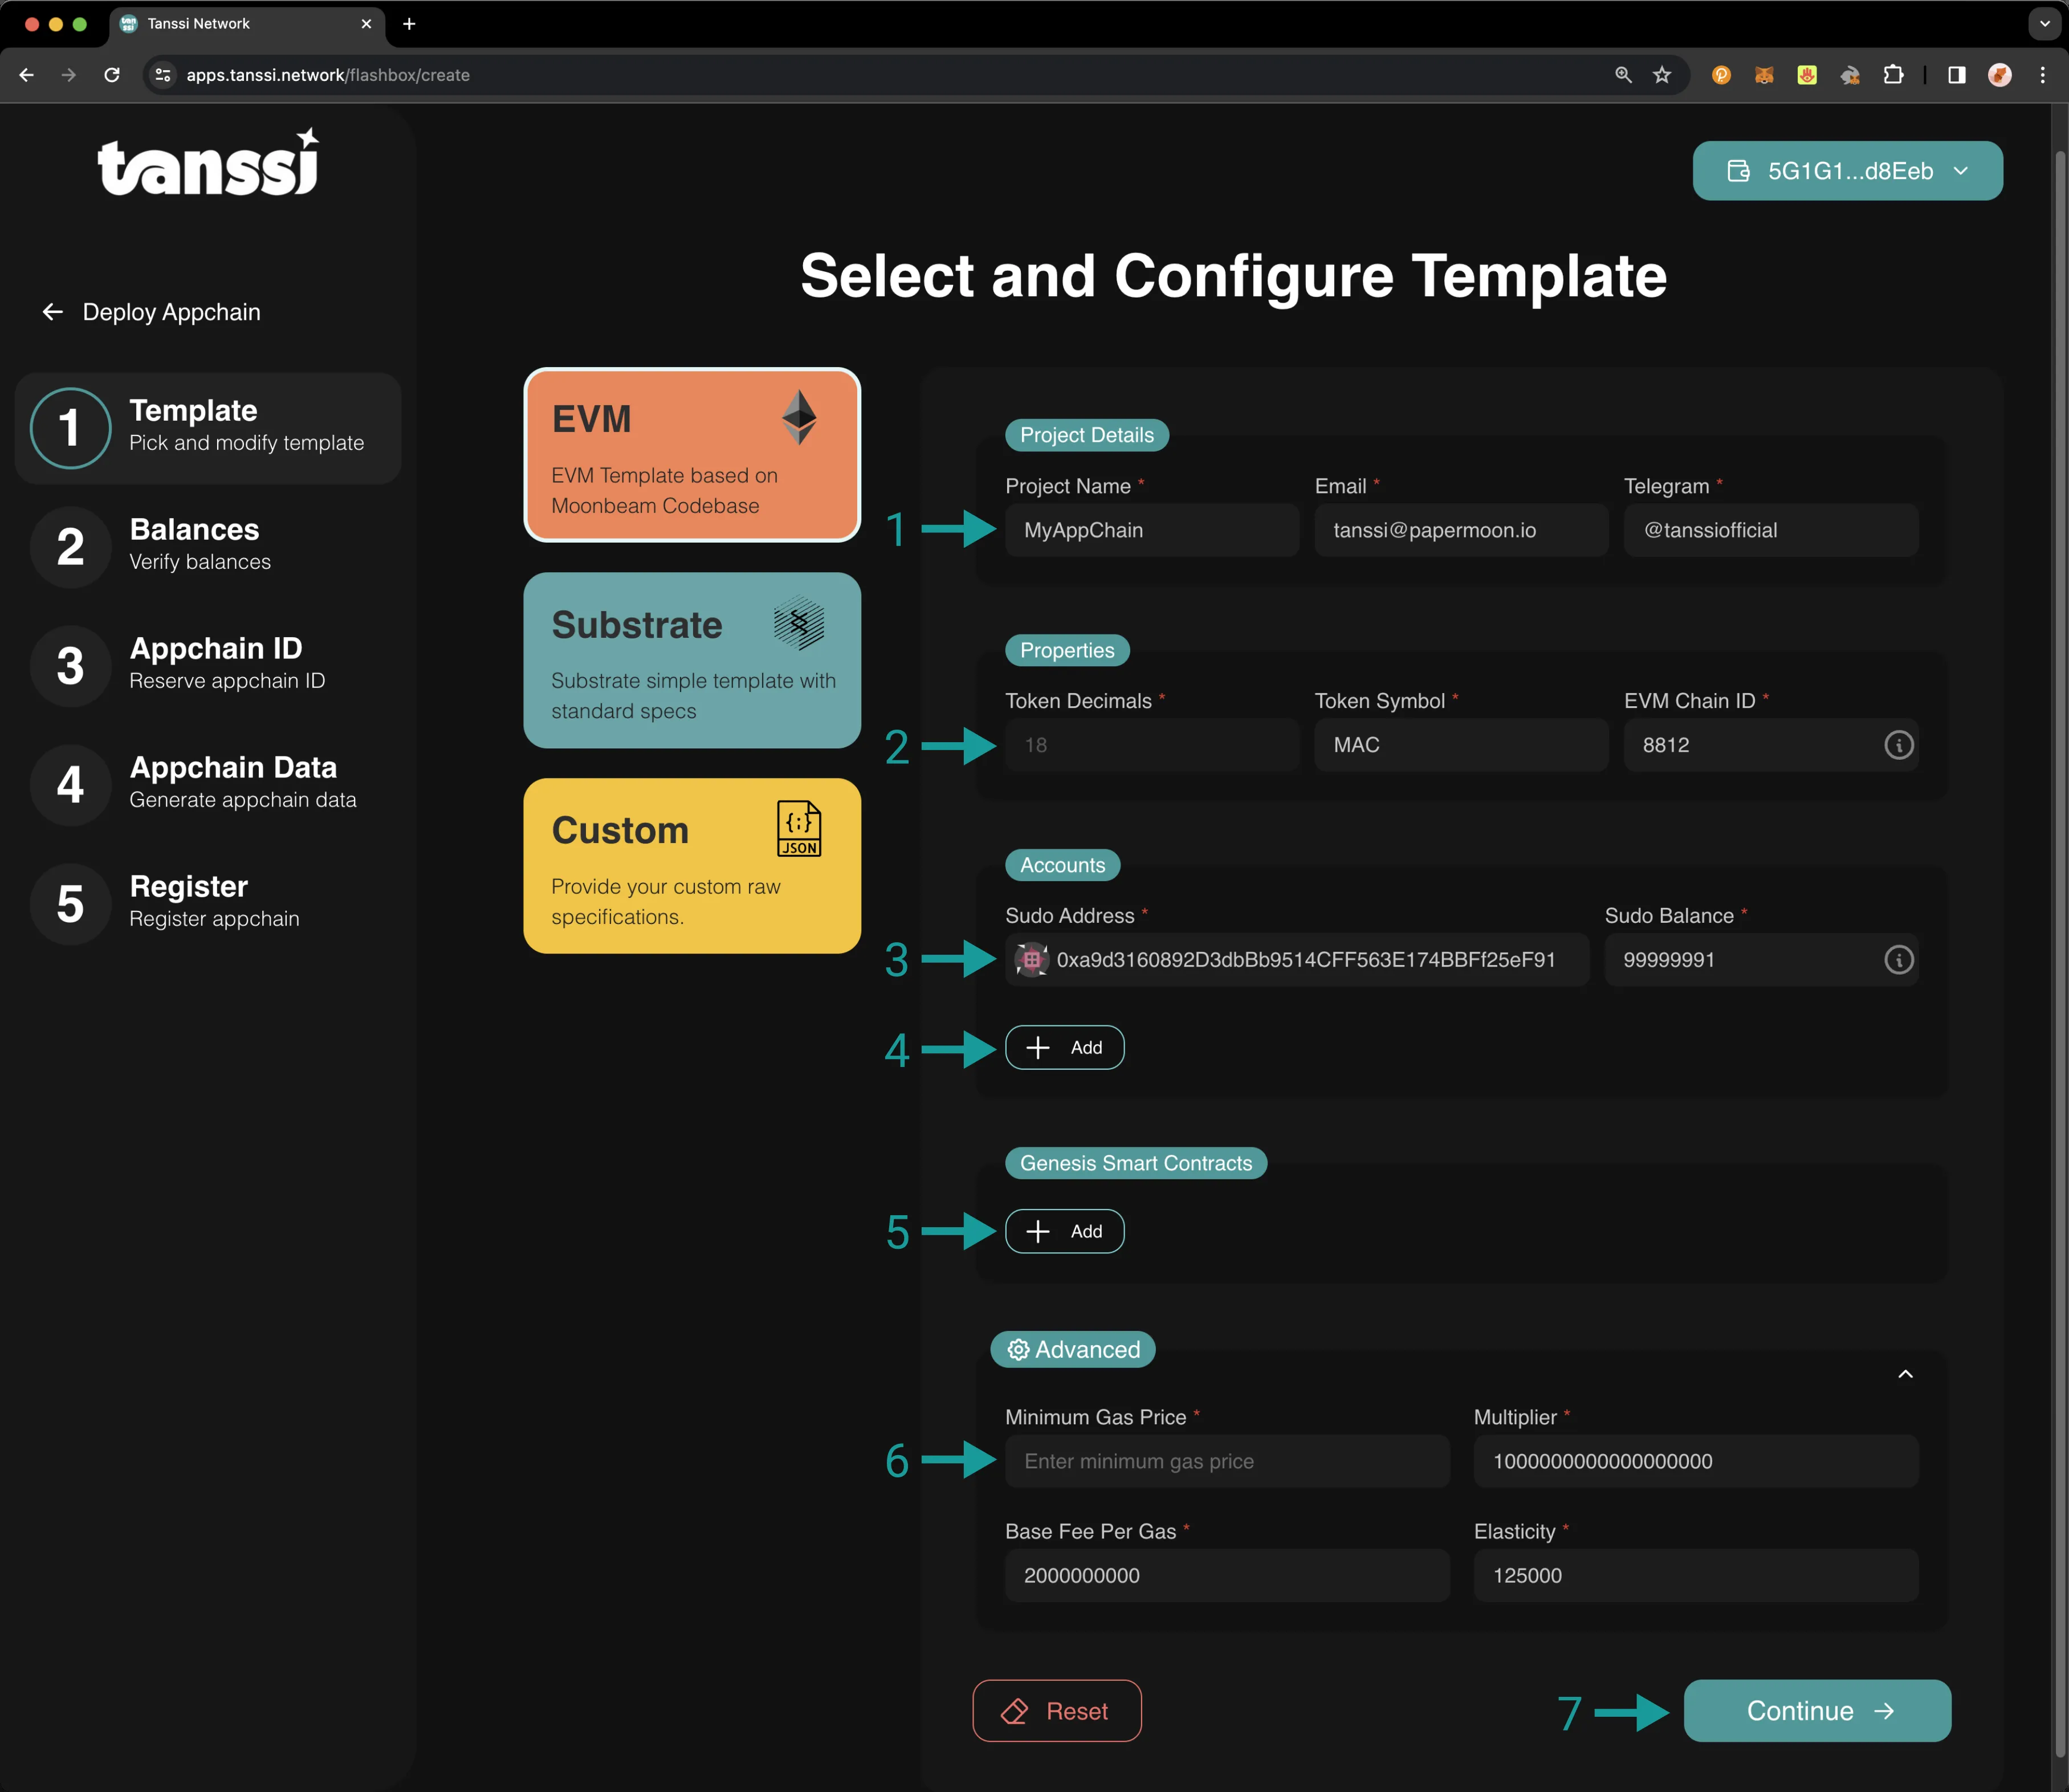 Tanssi Network
apps.tanssi.network/flashbox/create
tanssi
5G1G1...d8Eeb
Deploy Appchain
1
Template
Pick and modify template
2
Balances
Verify balances
3
Appchain ID
Reserve appchain ID
4
Appchain Data
Generate appchain data
5
Register
Register appchain
Select and Configure Template
EVM
EVM Template based on
Moonbeam Codebase
Substrate
Substrate simple template with
standard specs
Custom
JSON
Provide your custom raw
specifications.
Project Details
Project Name * Email * Telegram *
1 MyAppChain tanssi@papermoon.io @tanssiofficial
Properties
Token Decimals * Token Symbol * EVM Chain ID *
2 18 MAC 8812
Accounts
Sudo Address * Sudo Balance *
3 0xa9d3160892D3dbBb9514CFF563E174BBFf25eF91 99999991
4 Add
Genesis Smart Contracts
5 Add
Advanced
Minimum Gas Price * Multiplier *
6 Enter minimum gas price 1000000000000000000
Base Fee Per Gas * Elasticity *
2000000000 125000
Reset 7 Continue